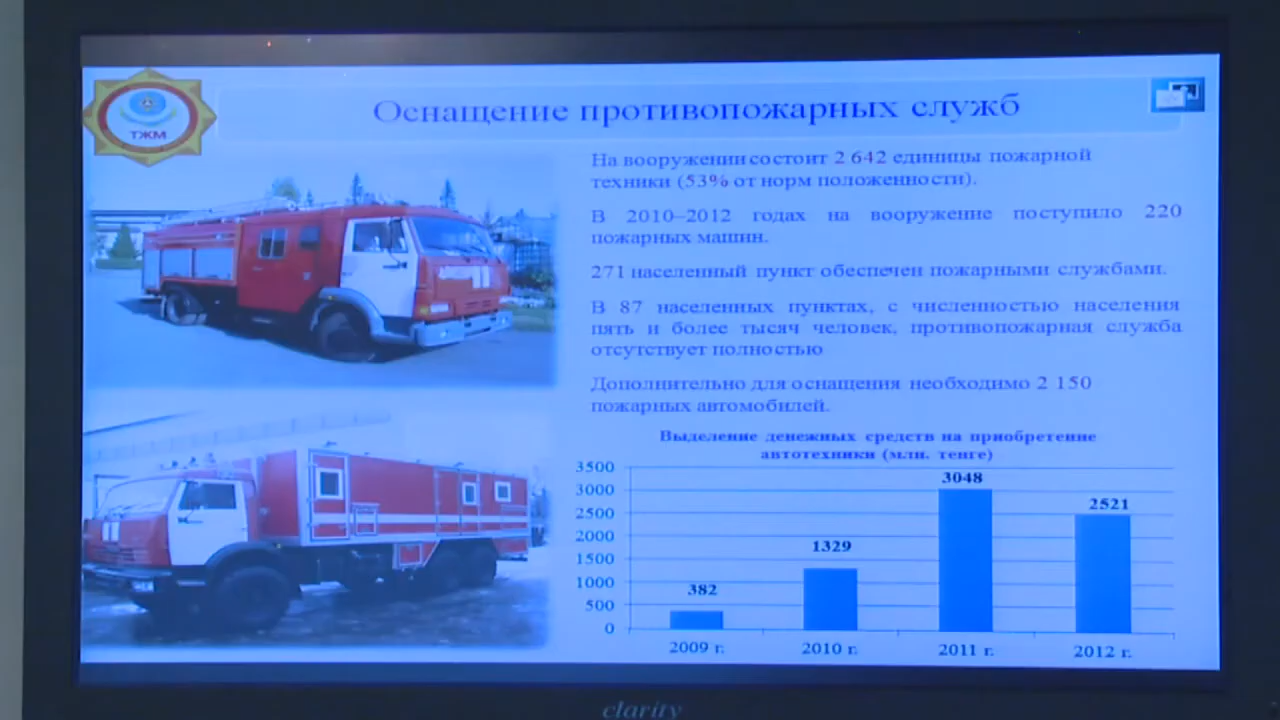 ТЖМ
Оснащение противопожарных служб
На вооружении состоит 2 642 единицы пожарной
техники (53% от норм положенности).
В 2010–2012 годах на вооружение поступило 220
пожарных машин.
271 населенный пункт обеспечен пожарными службами.
В 87 населенных пунктах, с численностью населения
пять и более тысяч человек, противопожарная служба
отсутствует полностью
Дополнительно для оснащения необходимо 2 150
пожарных автомобилей.
Выделение денежных средств на приобретение
автотехники (млн. тенге)
3500
3000
2500
2000
1500
1000
500
0
382
1329
3048
2521
2009 г.
2010 г.
2011 г.
2012 г.
clarity